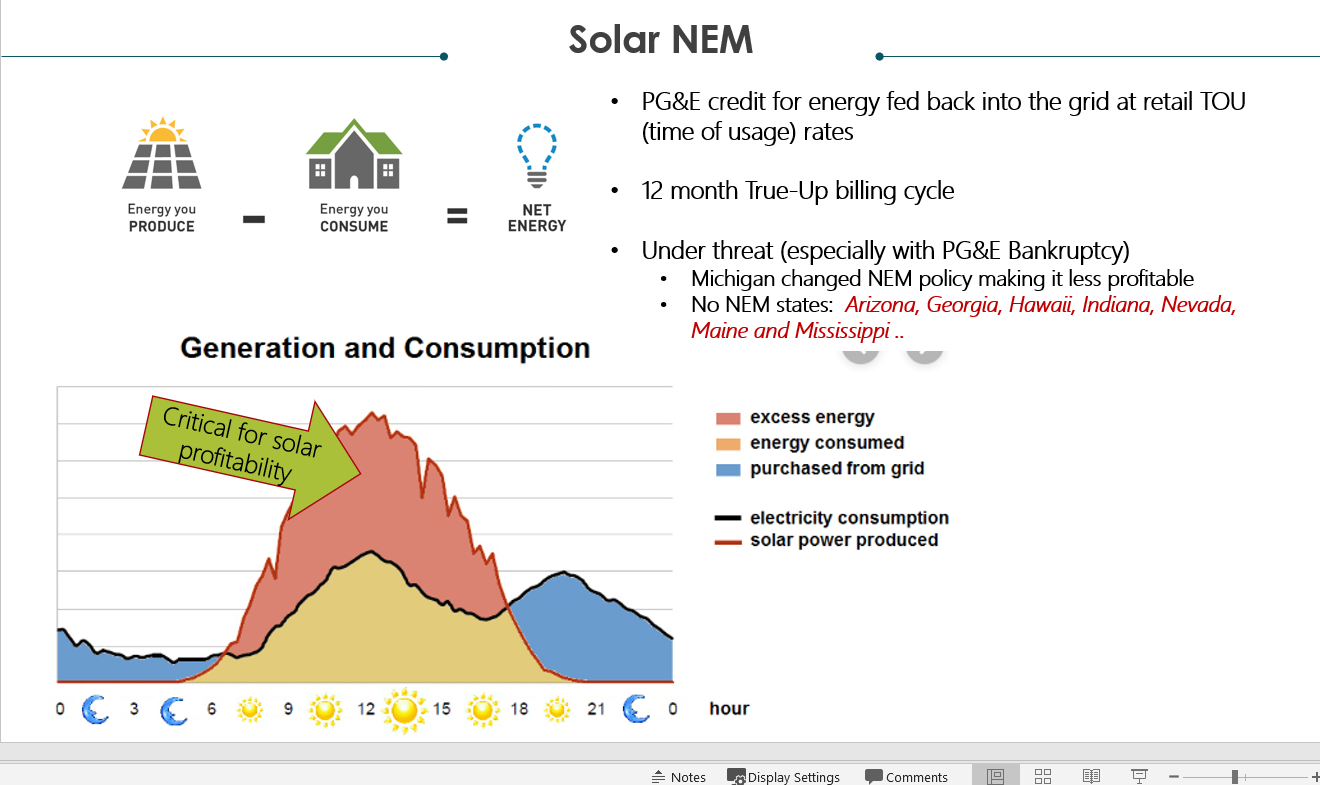 Solar NEM
Energy you
PRODUCE
Energy you
CONSUME
NET
ENERGY
• PG&E credit for energy fed back into the grid at retail TOU
(time of usage) rates
• 12 month True-Up billing cycle
• Under threat (especially with PG&E Bankruptcy)
• Michigan changed NEM policy making it less profitable
• No NEM states: Arizona, Georgia, Hawaii, Indiana, Nevada,
Maine and Mississippi ..
Generation and Consumption
Critical for solar
profitability
excess energy
energy consumed
purchased from grid
electricity consumption
solar power produced
0 3 6 9 12 15 18 21 0 hour
Notes Display Settings Comments